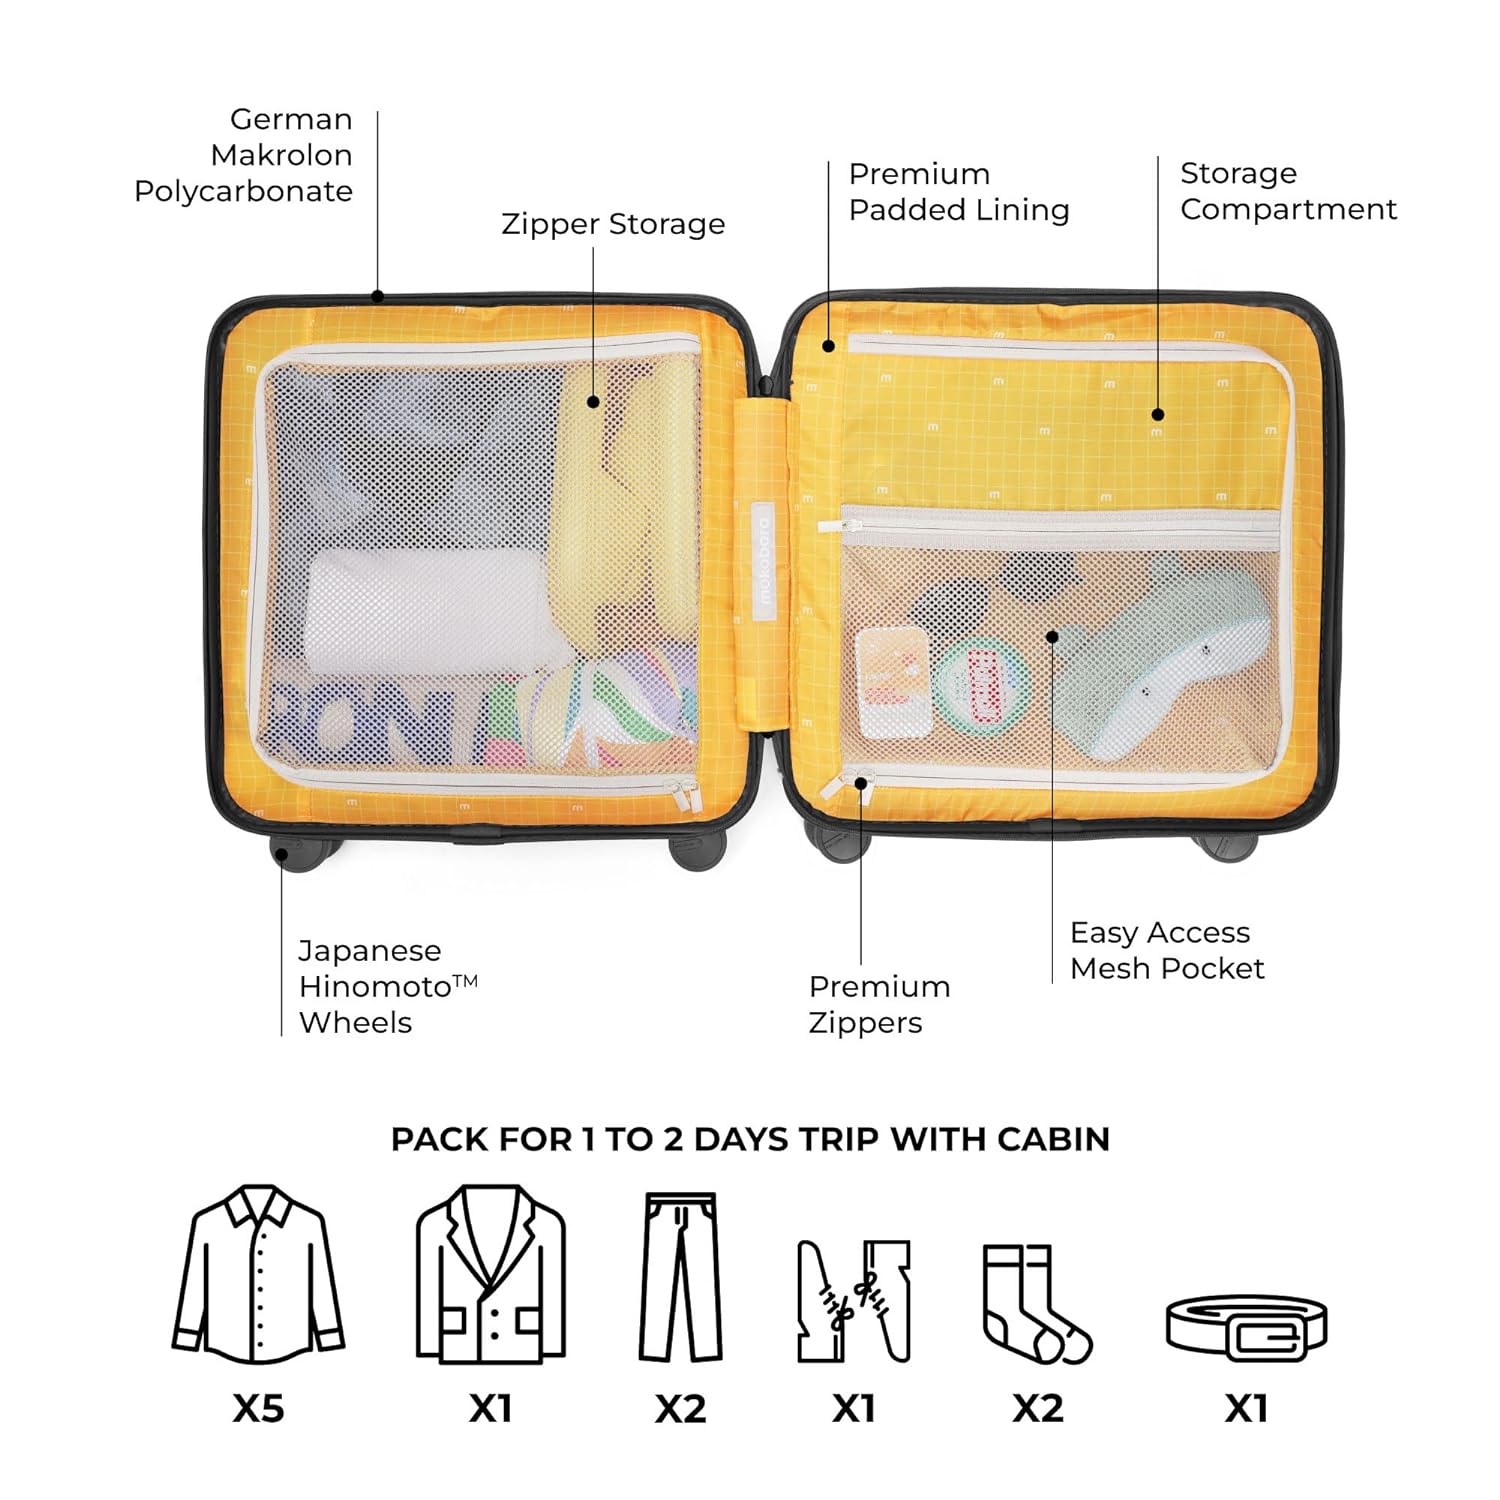 German
Makrolon
Polycarbonate
Zipper Storage
Premium
Padded Lining
Storage
Compartment
mokobara
Japanese
Hinomoto™
Wheels
Premium
Zippers
Easy Access
Mesh Pocket
PACK FOR 1 TO 2 DAYS TRIP WITH CABIN
X5
X1
X2
X1
X2
X1